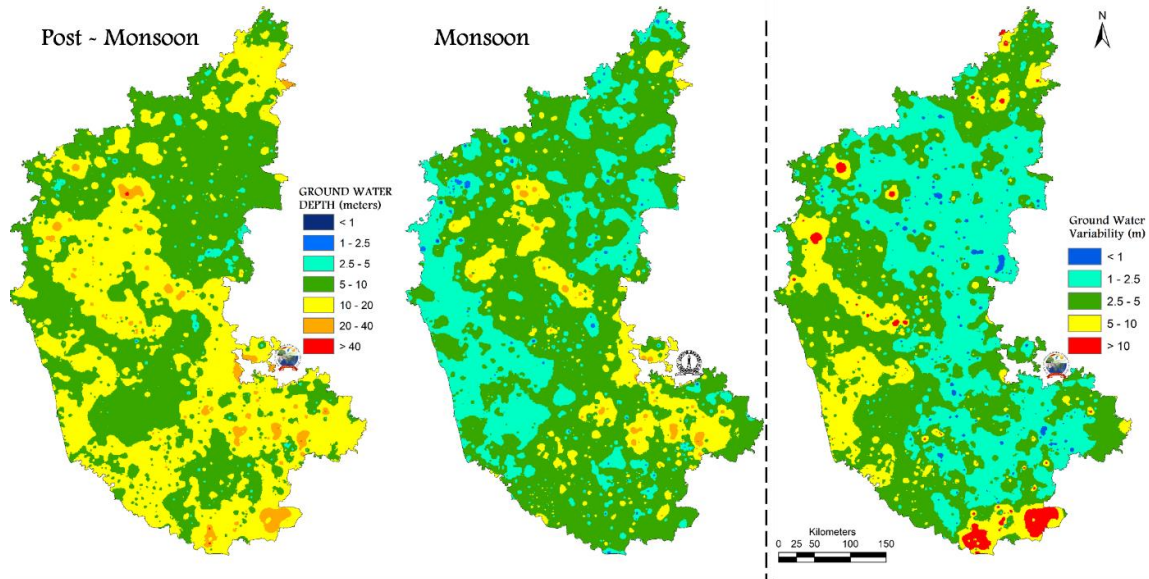 Post - Monsoon
Monsoon
N
GROUND WATER
DEPTH (meters)
< 1
1 - 2.5
2.5 - 5
5 - 10
10 - 20
20 - 40
> 40
Ground Water
Variability (m)
< 1
1 - 2.5
2.5 - 5
5 - 10
> 10
Kilometers
0 25 50 100 150